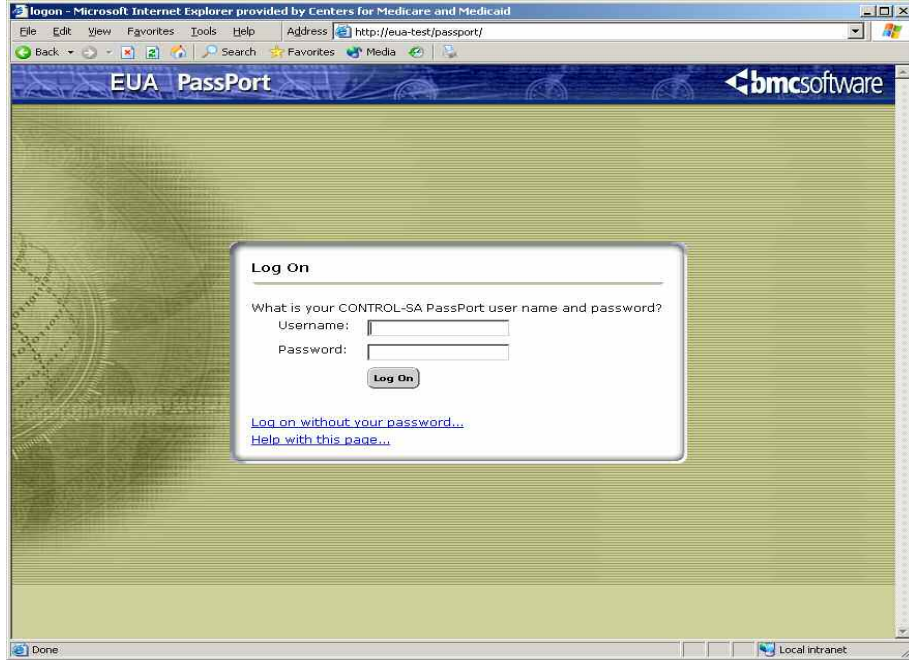 logon - Microsoft Internet Explorer provided by Centers for Medicare and Medicaid
File Edit View Favorites Tools Help Address http://eua-test/passport/
Back Search Favorites Media
EUA PassPort bmcsoftware
Log On
What is your CONTROL-SA PassPort user name and password?
Username:
Password:
Log On
Log on without your password...
Help with this page...
Done Local intranet